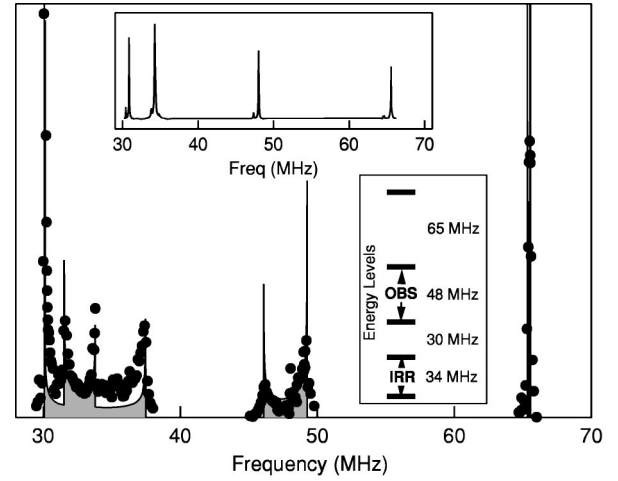 30 40 50 60 70
Freq (MHz)
Energy Levels
65 MHz
OBS 48 MHz
30 MHz
IRR 34 MHz
30 40 50 60 70
Frequency (MHz)